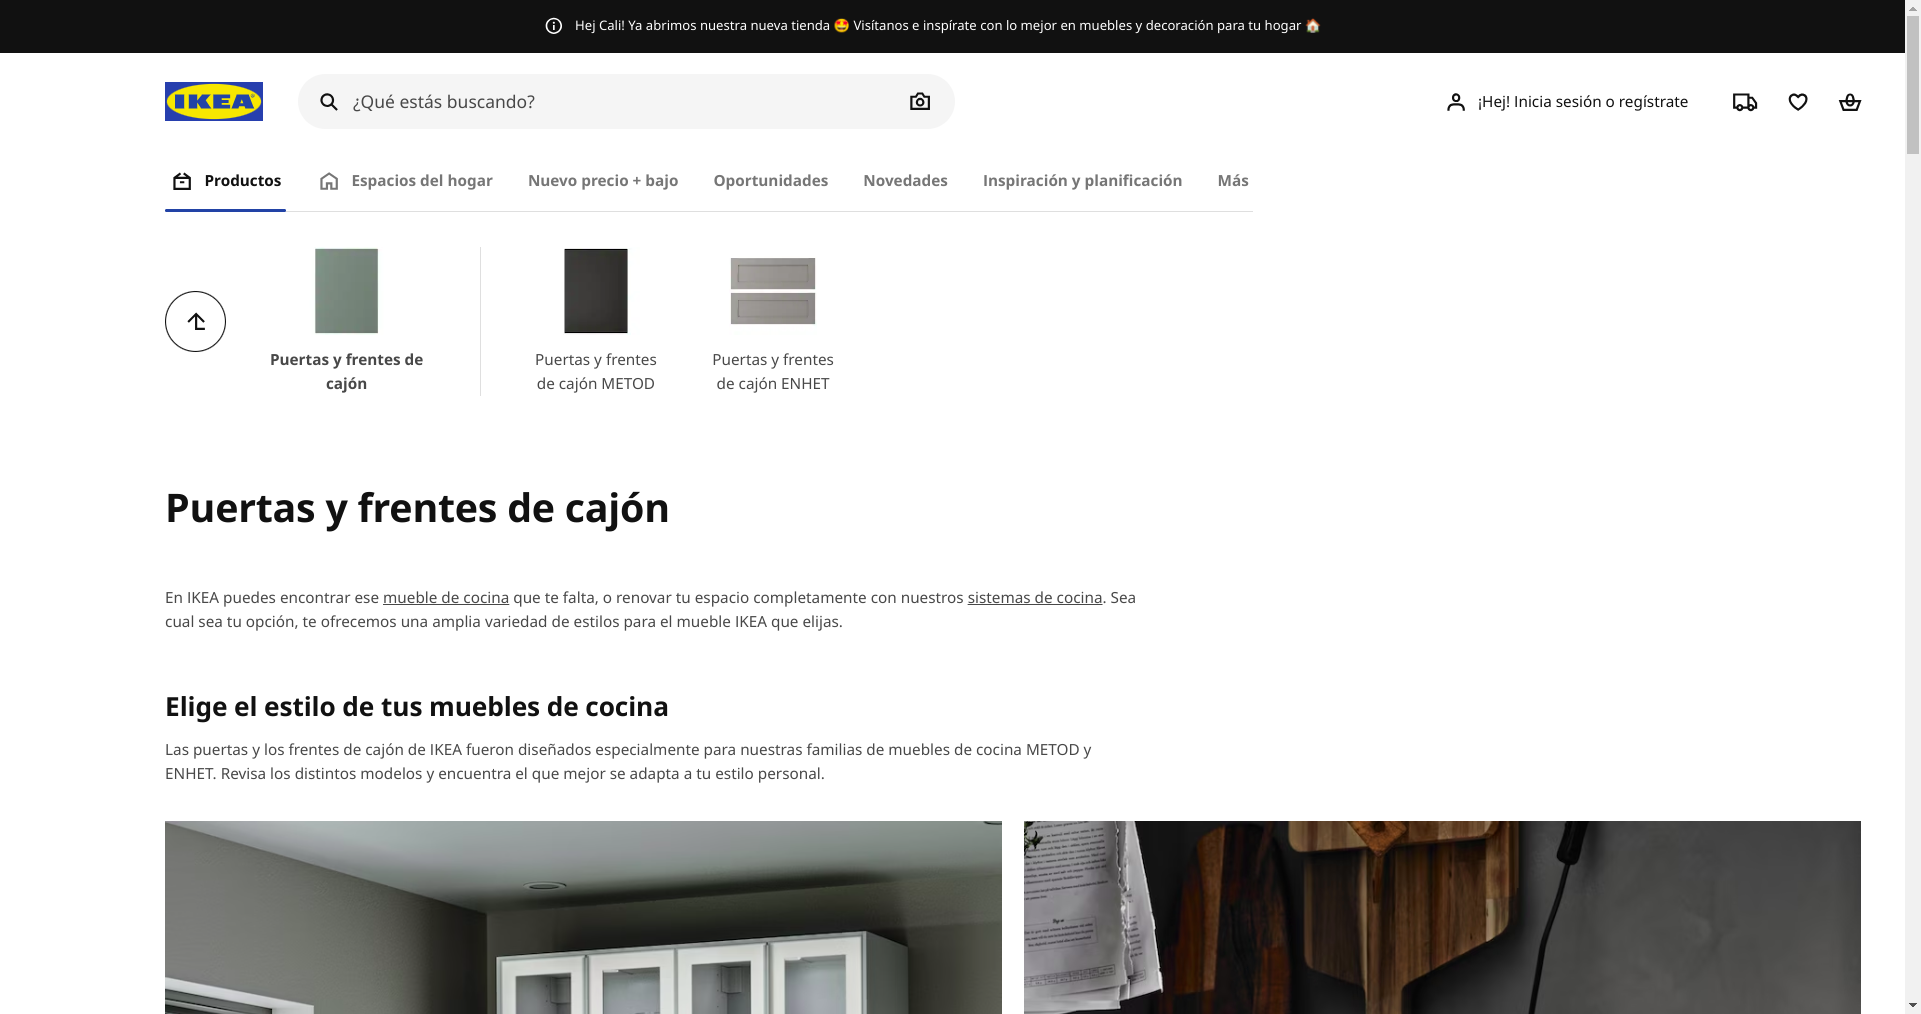 Hej Cali! Ya abrimos nuestra nueva tienda 🤩 Visítanos e inspírate con lo mejor en muebles y decoración para tu hogar 🏠
IKEA
¿Qué estás buscando?
¡Hej! Inicia sesión o regístrate
Productos
Espacios del hogar
Nuevo precio + bajo
Oportunidades
Novedades
Inspiración y planificación
Más
Puertas y frentes de
cajón
Puertas y frentes
de cajón METOD
Puertas y frentes
de cajón ENHET
Puertas y frentes de cajón
En IKEA puedes encontrar ese mueble de cocina que te falta, o renovar tu espacio completamente con nuestros sistemas de cocina. Sea
cual sea tu opción, te ofrecemos una amplia variedad de estilos para el mueble IKEA que elijas.
Elige el estilo de tus muebles de cocina
Las puertas y los frentes de cajón de IKEA fueron diseñados especialmente para nuestras familias de muebles de cocina METOD y
ENHET. Revisa los distintos modelos y encuentra el que mejor se adapta a tu estilo personal.